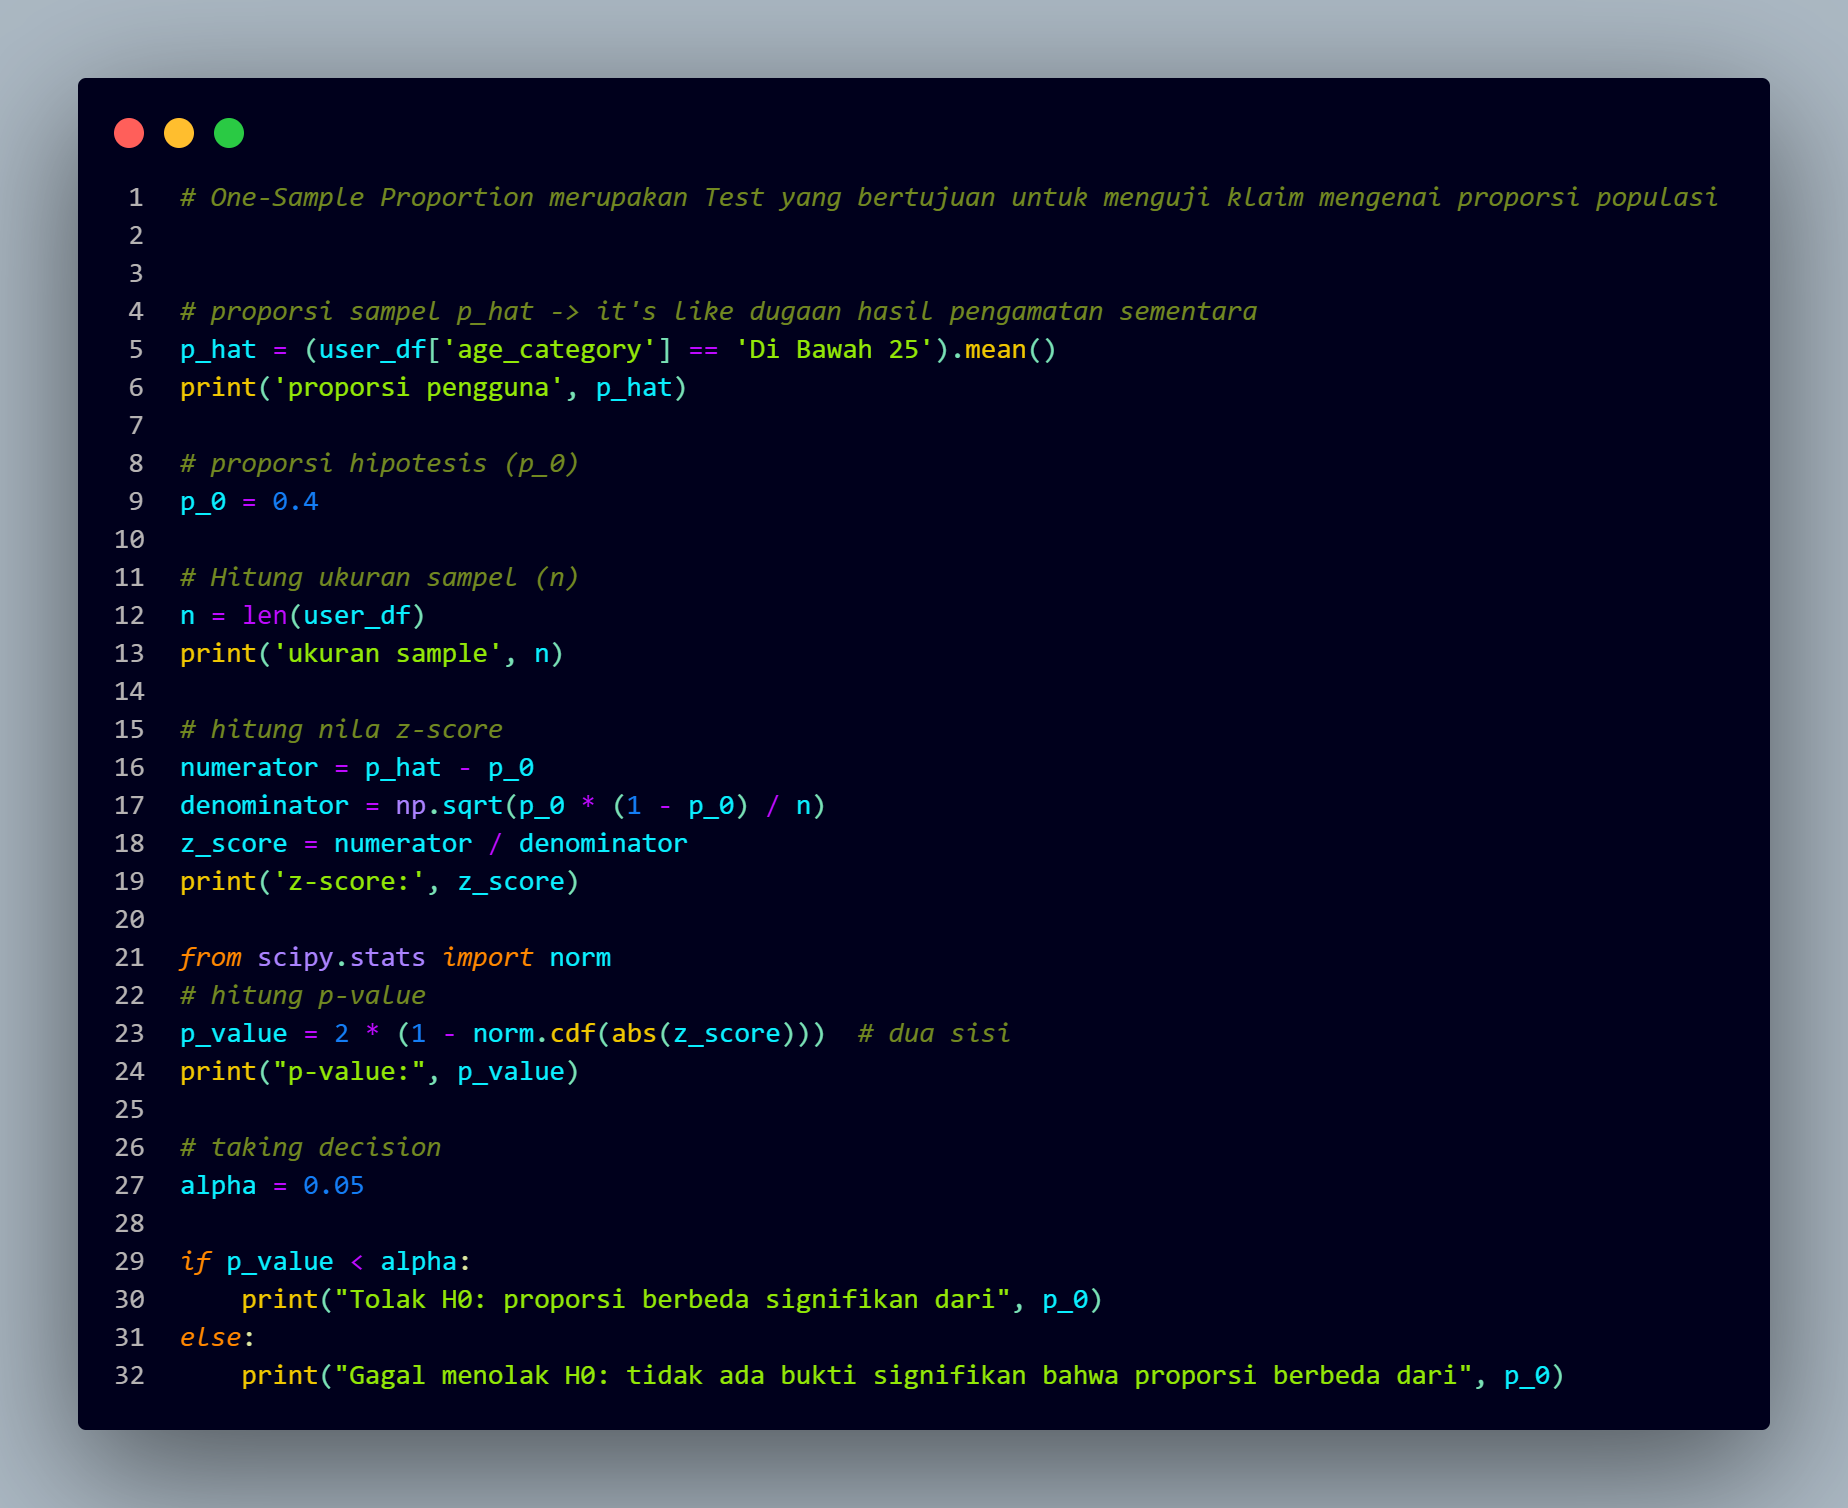 1 # One-Sample Proportion merupakan Test yang bertujuan untuk menguji klaim mengenai proporsi populasi
2
3
4 # proporsi sampel p_hat -> it's like dugaan hasil pengamatan sementara
5 p_hat = (user_df['age_category'] == 'Di Bawah 25').mean()
6 print('proporsi pengguna', p_hat)
7
8 # proporsi hipotesis (p_0)
9 p_0 = 0.4
10
11 # Hitung ukuran sampel (n)
12 n = len(user_df)
13 print('ukuran sample', n)
14
15 # hitung nila z-score
16 numerator = p_hat - p_0
17 denominator = np.sqrt(p_0 * (1 - p_0) / n)
18 z_score = numerator / denominator
19 print('z-score:', z_score)
20
21 from scipy.stats import norm
22 # hitung p-value
23 p_value = 2 * (1 - norm.cdf(abs(z_score)))  # dua sisi
24 print("p-value:", p_value)
25
26 # taking decision
27 alpha = 0.05
28
29 if p_value < alpha:
30     print("Tolak H0: proporsi berbeda signifikan dari", p_0)
31 else:
32     print("Gagal menolak H0: tidak ada bukti signifikan bahwa proporsi berbeda dari", p_0)